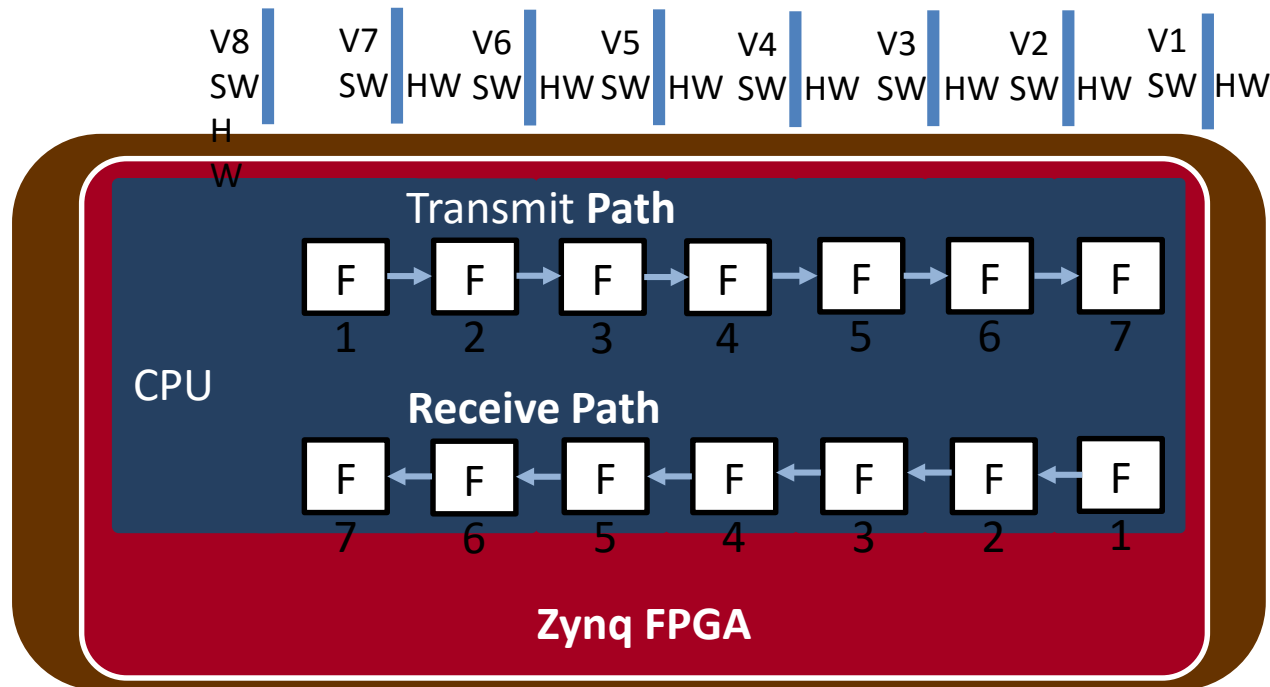 V8 V7 V6 V5 V4 V3 V2 V1
SW SW HW SW HW SW HW SW HW SW HW SW HW SW HW
H
W
Transmit Path
F F F F F F F
1 2 3 4 5 6 7
CPU
Receive Path
F F F F F F F
7 6 5 4 3 2 1
Zynq FPGA